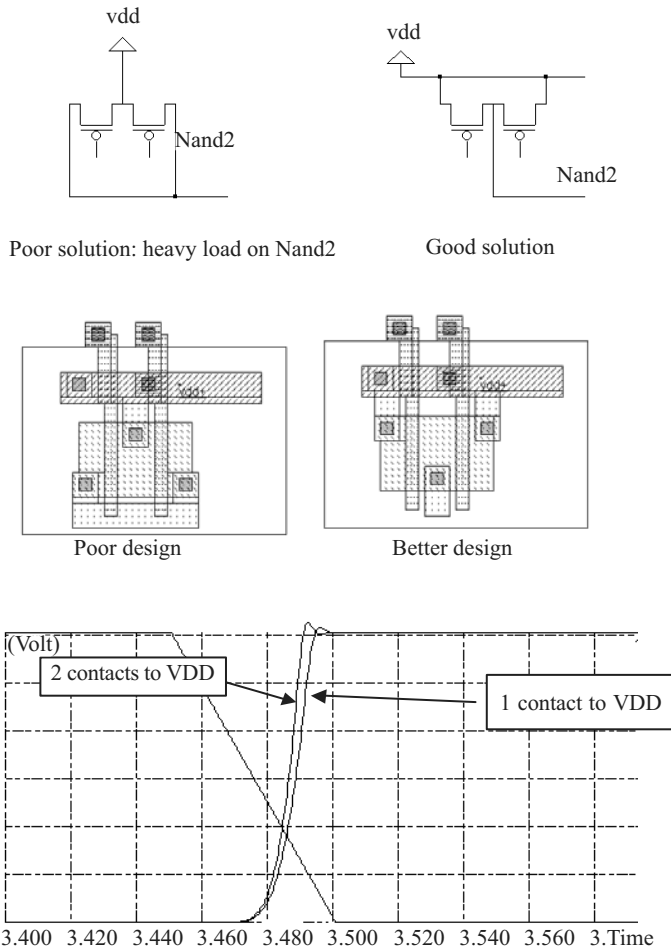 vdd
vdd
Nand2
Nand2
Poor solution: heavy load on Nand2
Good solution
vdd+
vdd+
Poor design
Better design
(Volt)
2 contacts to VDD
1 contact to VDD
3.400 3.420 3.440 3.460 3.480 3.500 3.520 3.540 3.560 3.Time